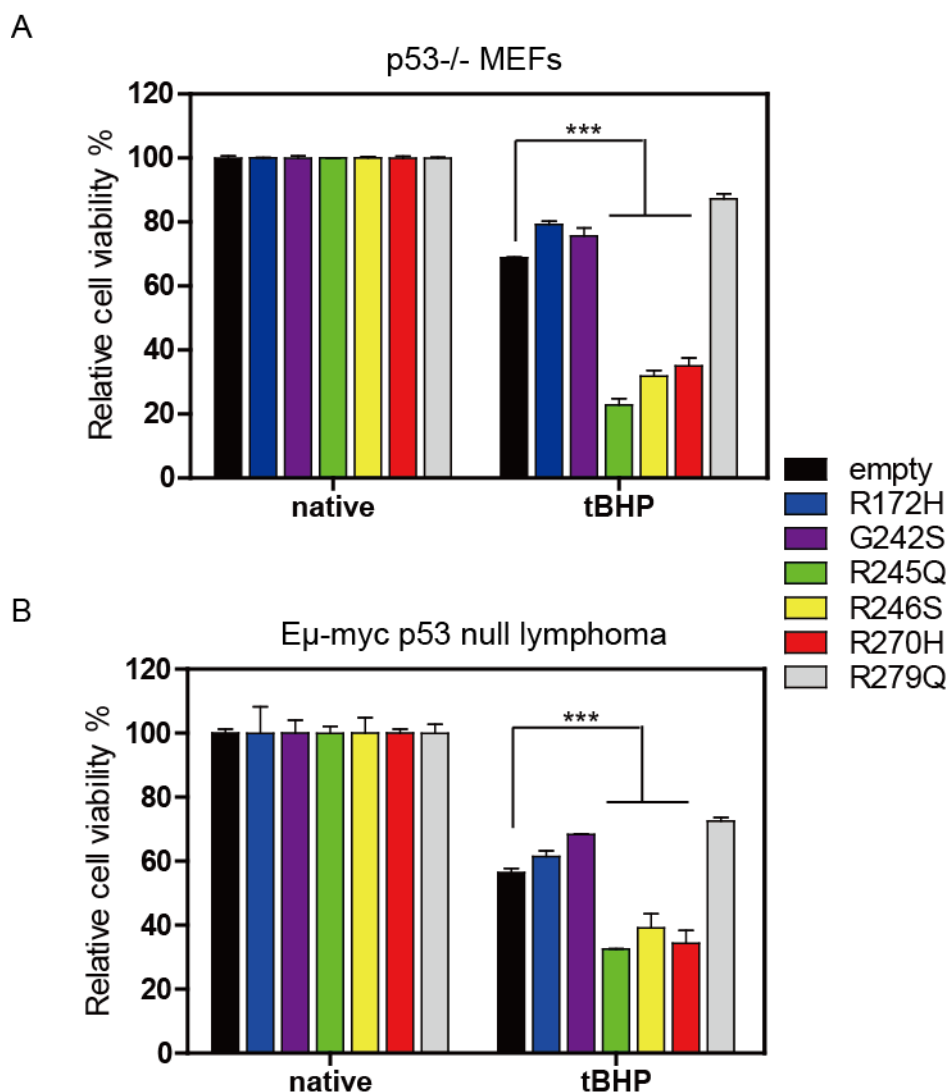 A
p53-/- MEFs
Relative cell viability %
120
100
80
60
40
20
0
***
native
tBHP
empty
R172H
G242S
R245Q
R246S
R270H
R279Q
B
Eμ-myc p53 null lymphoma
Relative cell viability %
120
100
80
60
40
20
0
***
native
tBHP